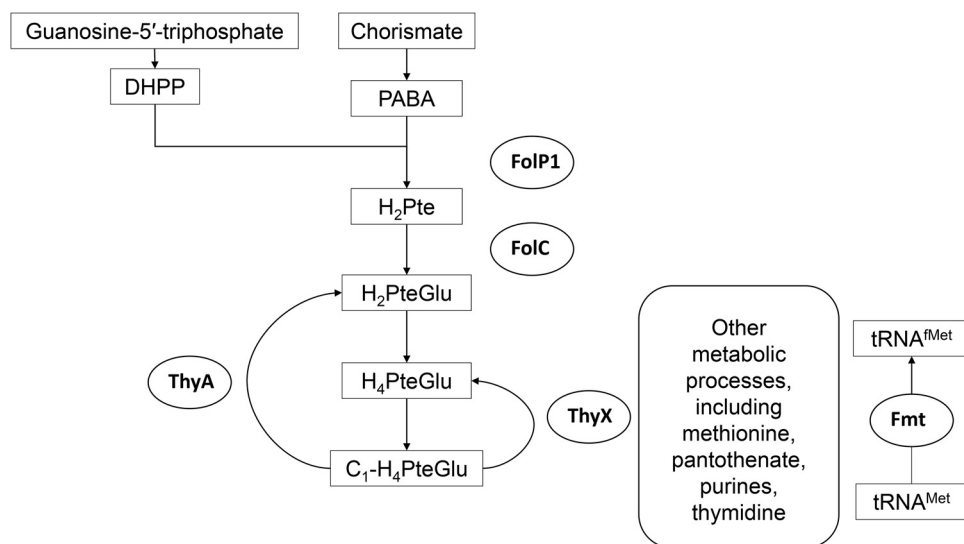 Guanosine-5′-triphosphate
Chorismate
DHPP
PABA
FolP1
H₂Pte
FolC
H₂PteGlu
ThyA
H₄PteGlu
ThyX
C₁-H₄PteGlu
Other
metabolic
processes,
including
methionine,
pantothenate,
purines,
thymidine
tRNAᶠᴹᵉᵗ
Fmt
tRNAᴹᵉᵗ